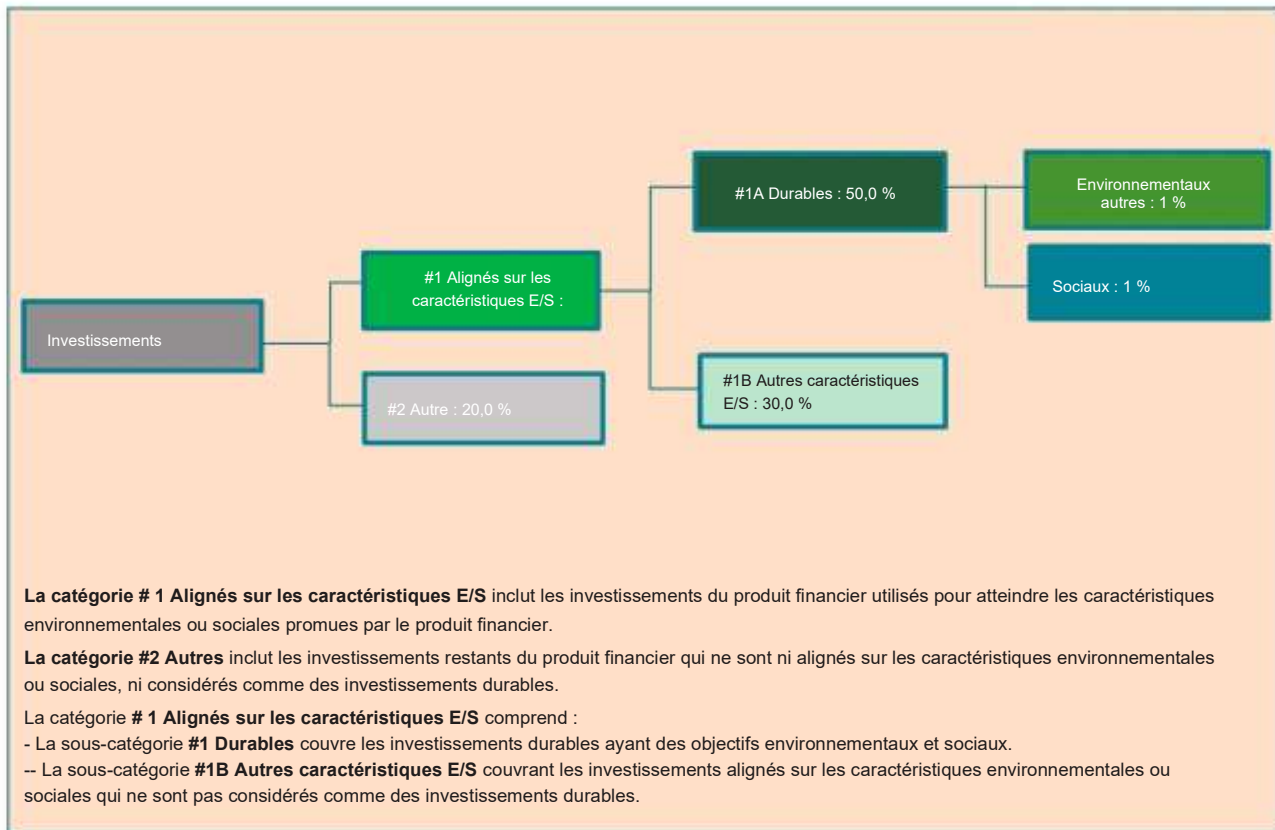 Investissements
#1 Alignés sur les
caractéristiques E/S :
#2 Autre : 20,0 %
#1A Durables : 50,0 %
#1B Autres caractéristiques
E/S : 30,0 %
Environnementaux
autres : 1 %
Sociaux : 1 %
La catégorie # 1 Alignés sur les caractéristiques E/S inclut les investissements du produit financier utilisés pour atteindre les caractéristiques
environnementales ou sociales promues par le produit financier.
La catégorie #2 Autres inclut les investissements restants du produit financier qui ne sont ni alignés sur les caractéristiques environnementales
ou sociales, ni considérés comme des investissements durables.
La catégorie # 1 Alignés sur les caractéristiques E/S comprend :
- La sous-catégorie #1 Durables couvre les investissements durables ayant des objectifs environnementaux et sociaux.
-- La sous-catégorie #1B Autres caractéristiques E/S couvrant les investissements alignés sur les caractéristiques environnementales ou
sociales qui ne sont pas considérés comme des investissements durables.